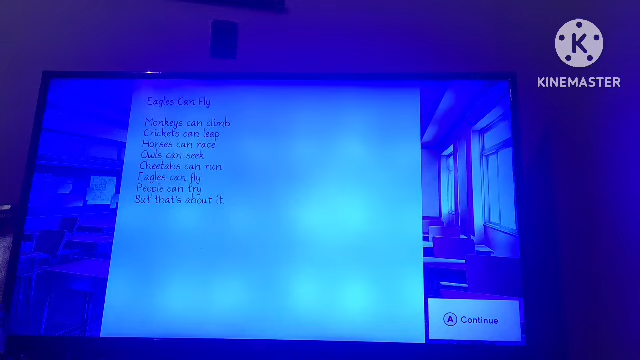 KINEMASTER
Eagles Can Fly
Monkeys can climb
Crickets can leap
Horses can race
Owls can seek
Cheetahs can run
Eagles can fly
People can try
But that's about it.
A Continue